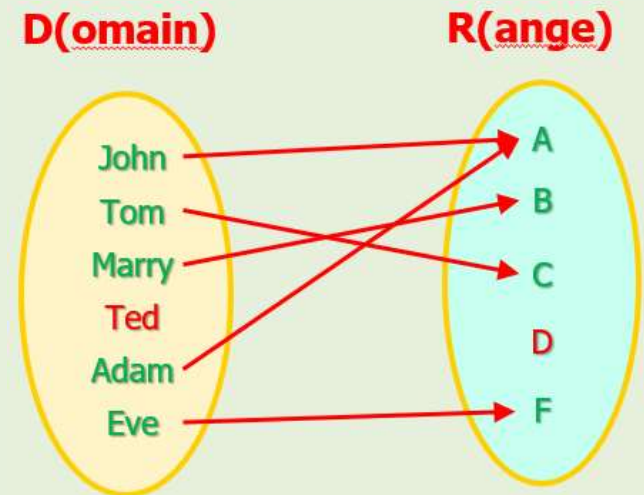 D(omain)
R(ange)
John
Tom
Marry
Ted
Adam
Eve
A
B
C
D
F